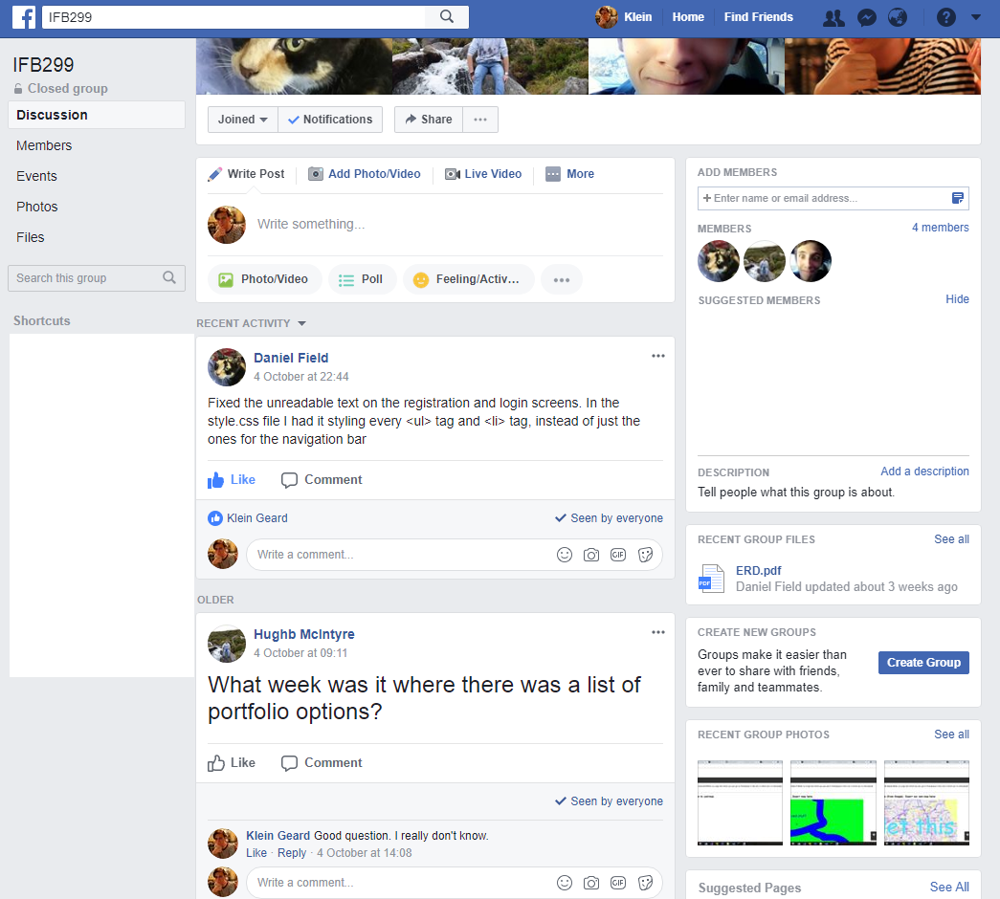 IFB299
Klein
Home
Find Friends
IFB299
Closed group
Discussion
Members
Events
Photos
Files
Search this group
Shortcuts
Joined
Notifications
Share
Write Post
Add Photo/Video
Live Video
More
Write something...
Photo/Video
Poll
Feeling/Activ...
RECENT ACTIVITY
Daniel Field
4 October at 22:44
Fixed the unreadable text on the registration and login screens. In the
style.css file I had it styling every <ul> tag and <li> tag, instead of just the
ones for the navigation bar
Like
Comment
Klein Geard
Seen by everyone
Write a comment...
GIF
OLDER
Hughb McIntyre
4 October at 09:11
What week was it where there was a list of
portfolio options?
Like
Comment
Seen by everyone
Klein Geard Good question. I really don't know.
Like · Reply · 4 October at 14:08
Write a comment...
GIF
ADD MEMBERS
+ Enter name or email address...
MEMBERS
4 members
SUGGESTED MEMBERS
Hide
DESCRIPTION
Add a description
Tell people what this group is about.
RECENT GROUP FILES
See all
PDF
ERD.pdf
Daniel Field updated about 3 weeks ago
CREATE NEW GROUPS
Groups make it easier than
ever to share with friends,
family and teammates.
Create Group
RECENT GROUP PHOTOS
See all
et this
Suggested Pages
See All